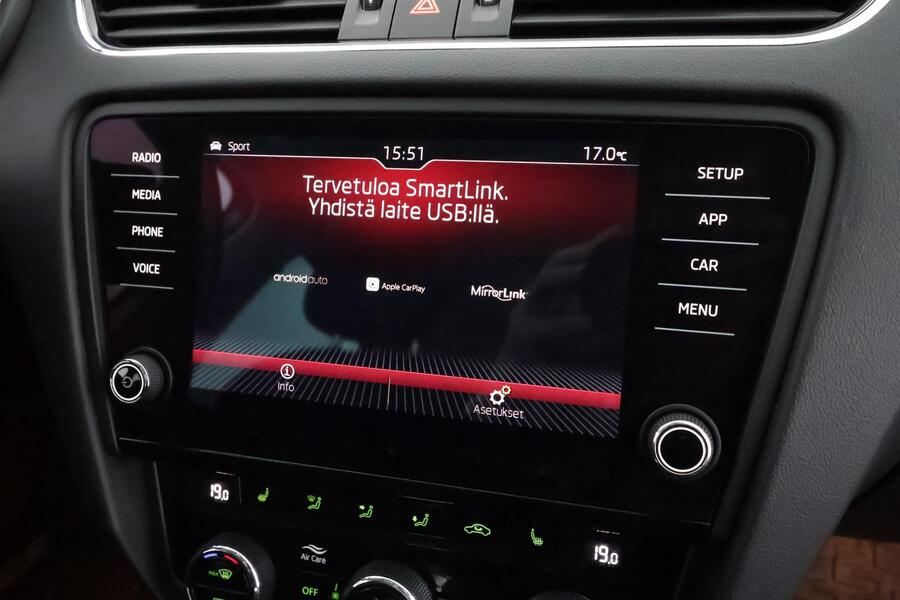 Sport
15:51
17.0°C
RADIO
MEDIA
PHONE
VOICE
Tervetuloa SmartLink.
Yhdistä laite USB:llä.
androidauto
Apple CarPlay
MirrorLink
Info
Asetukset
SETUP
APP
CAR
MENU
19.0
19.0
MAX
Air Care
OFF